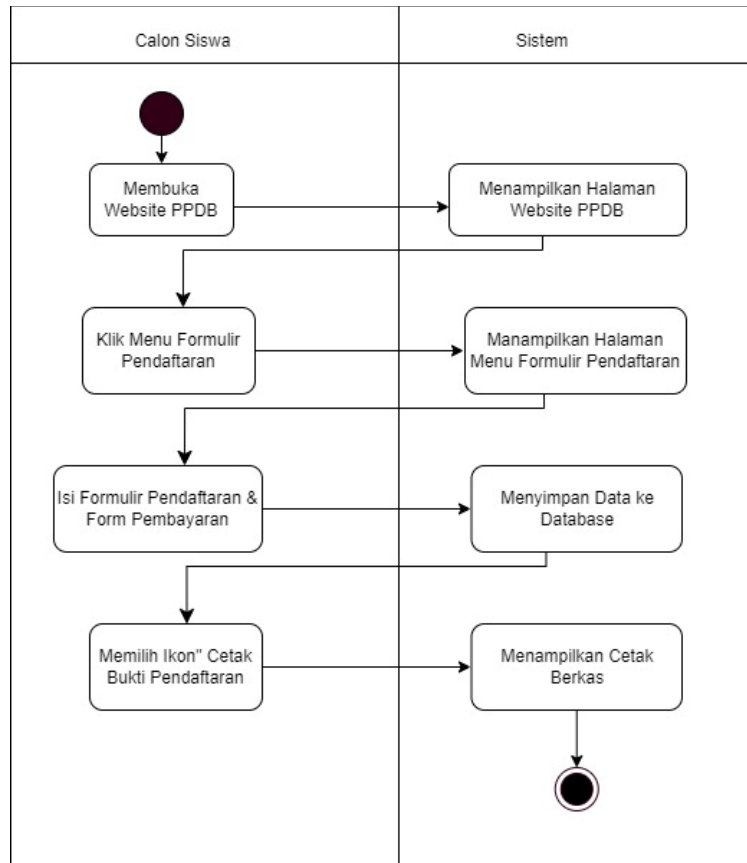 Calon Siswa
Sistem
Membuka
Website PPDB
Menampilkan Halaman
Website PPDB
Klik Menu Formulir
Pendaftaran
Manampilkan Halaman
Menu Formulir Pendaftaran
Isi Formulir Pendaftaran &
Form Pembayaran
Menyimpan Data ke
Database
Memilih Ikon" Cetak
Bukti Pendaftaran
Menampilkan Cetak
Berkas